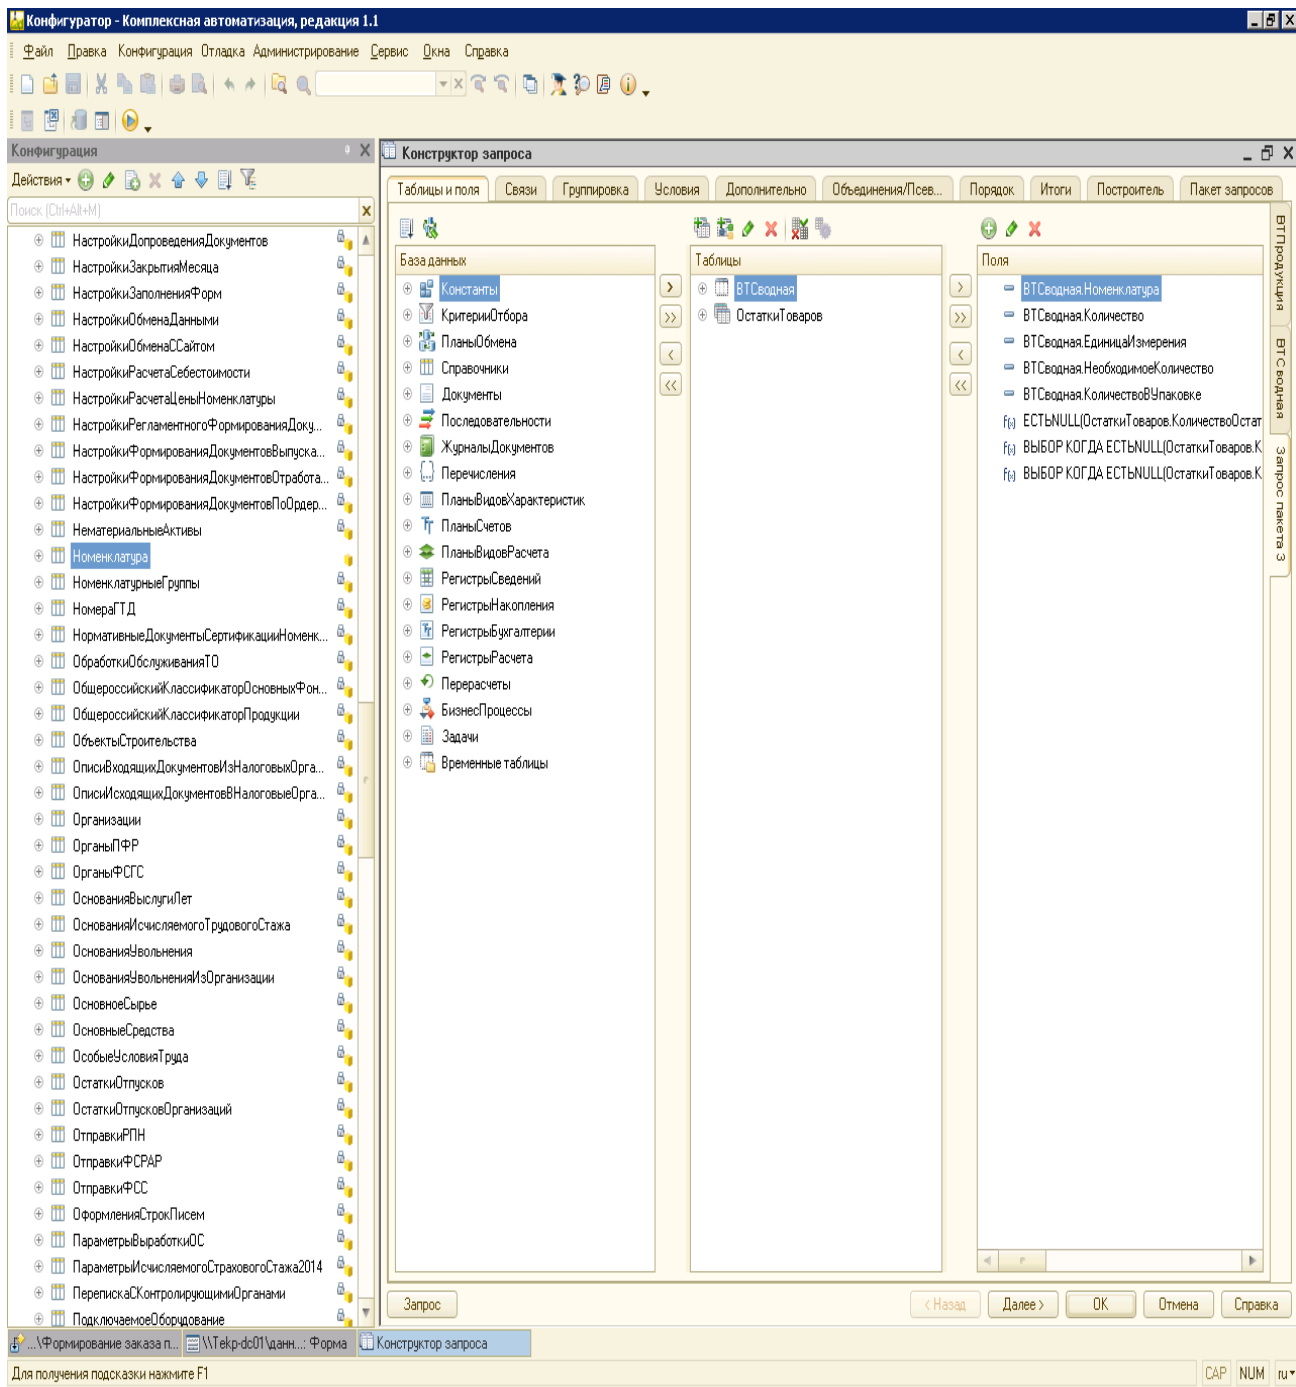 Конфигуратор - Комплексная автоматизация, редакция 1.1
Файл Правка Конфигурация Отладка Администрирование Сервис Окна Справка
Конфигурация
Действия
Поиск (Ctrl+Alt+M)
НастройкиДопроведенияДокументов
НастройкиЗакрытияМесяца
НастройкиЗаполненияФорм
НастройкиОбменаДанными
НастройкиОбменаССайтом
НастройкиРасчетаСебестоимости
НастройкиРасчетаЦеныНоменклатуры
НастройкиРегламентногоФормированияДоку...
НастройкиФормированияДокументовВыпуска...
НастройкиФормированияДокументовОтработа...
НастройкиФормированияДокументовПоОрдер...
НематериальныеАктивы
Номенклатура
НоменклатурныеГруппы
НомераГТД
НормативныеДокументыСертификацииНоменк...
ОбработкиОбслуживанияТО
ОбщероссийскийКлассификаторОсновныхФон...
ОбщероссийскийКлассификаторПродукции
ОбъектыСтроительства
ОписиВходящихДокументовИзНалоговыхОрга...
ОписиИсходящихДокументовВНалоговыеОрга...
Организации
ОрганыПФР
ОрганыФСГС
ОснованияВыслугиЛет
ОснованияИсчисляемогоТрудовогоСтажа
ОснованияУвольнения
ОснованияУвольненияИзОрганизации
ОсновноеСырье
ОсновныеСредства
ОсобыеУсловияТруда
ОстаткиОтпусков
ОстаткиОтпусковОрганизаций
ОтправкиРПН
ОтправкиФСРАР
ОтправкиФСС
ОформленияСтрокПисем
ПараметрыВыработкиОС
ПараметрыИсчисляемогоСтраховогоСтажа2014
ПерепискаСКонтролирующимиОрганами
ПодключаемоеОборудование
Конструктор запроса
Таблицы и поля Связи Группировка Условия Дополнительно Объединения/Псев... Порядок Итоги Построитель Пакет запросов
База данных
Константы
КритерииОтбора
ПланыОбмена
Справочники
Документы
Последовательности
ЖурналыДокументов
Перечисления
ПланыВидовХарактеристик
ПланыСчетов
ПланыВидовРасчета
РегистрыСведений
РегистрыНакопления
РегистрыБухгалтерии
РегистрыРасчета
Перерасчеты
БизнесПроцессы
Задачи
Временные таблицы
Таблицы
ВТСводная
ОстаткиТоваров
Поля
ВТСводная.Номенклатура
ВТСводная.Количество
ВТСводная.ЕдиницаИзмерения
ВТСводная.НеобходимоеКоличество
ВТСводная.КоличествоВУпаковке
ЕСТЬNULL(ОстаткиТоваров.КоличествоОстат
ВЫБОР КОГДА ЕСТЬNULL(ОстаткиТоваров.К
ВЫБОР КОГДА ЕСТЬNULL(ОстаткиТоваров.К
ВТПродукция
ВТСводная
Запрос пакета 3
Запрос
< Назад Далее > ОК Отмена Справка
...\Формирование заказа п... \\Tekp-dc01\данн...: Форма Конструктор запроса
Для получения подсказки нажмите F1
CAP NUM ru